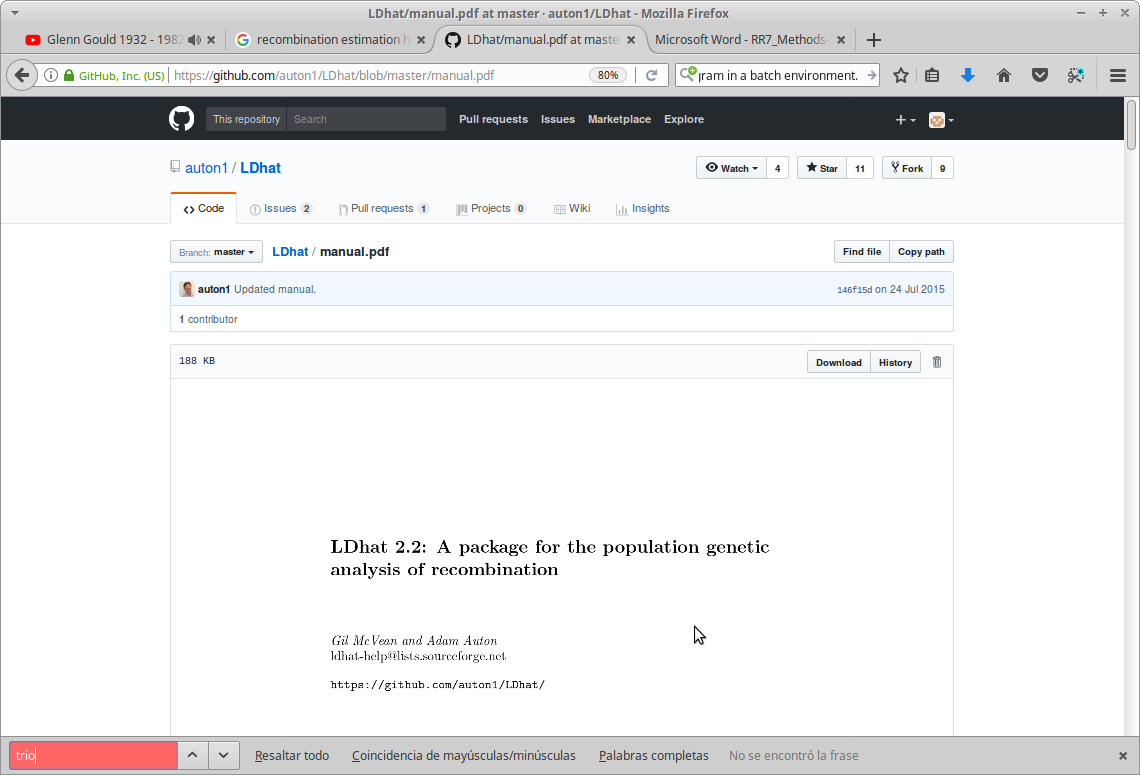 LDhat/manual.pdf at master · auton1/LDhat - Mozilla Firefox
Glenn Gould 1932 - 1982
recombination estimation h
LDhat/manual.pdf at maste
Microsoft Word - RR7_Methods-
GitHub, Inc. (US)
https://github.com/auton1/LDhat/blob/master/manual.pdf
80%
gram in a batch environment.
This repository
Search
Pull requests
Issues
Marketplace
Explore
auton1 / LDhat
Watch
4
Star
11
Fork
9
Code
Issues 2
Pull requests 1
Projects 0
Wiki
Insights
Branch: master
LDhat / manual.pdf
Find file
Copy path
auton1 Updated manual.
146f15d on 24 Jul 2015
1 contributor
188 KB
Download
History
LDhat 2.2: A package for the population genetic
analysis of recombination
Gil McVean and Adam Auton
ldhat-help@lists.sourceforge.net
https://github.com/auton1/LDhat/
trio
Resaltar todo
Coincidencia de mayúsculas/minúsculas
Palabras completas
No se encontró la frase